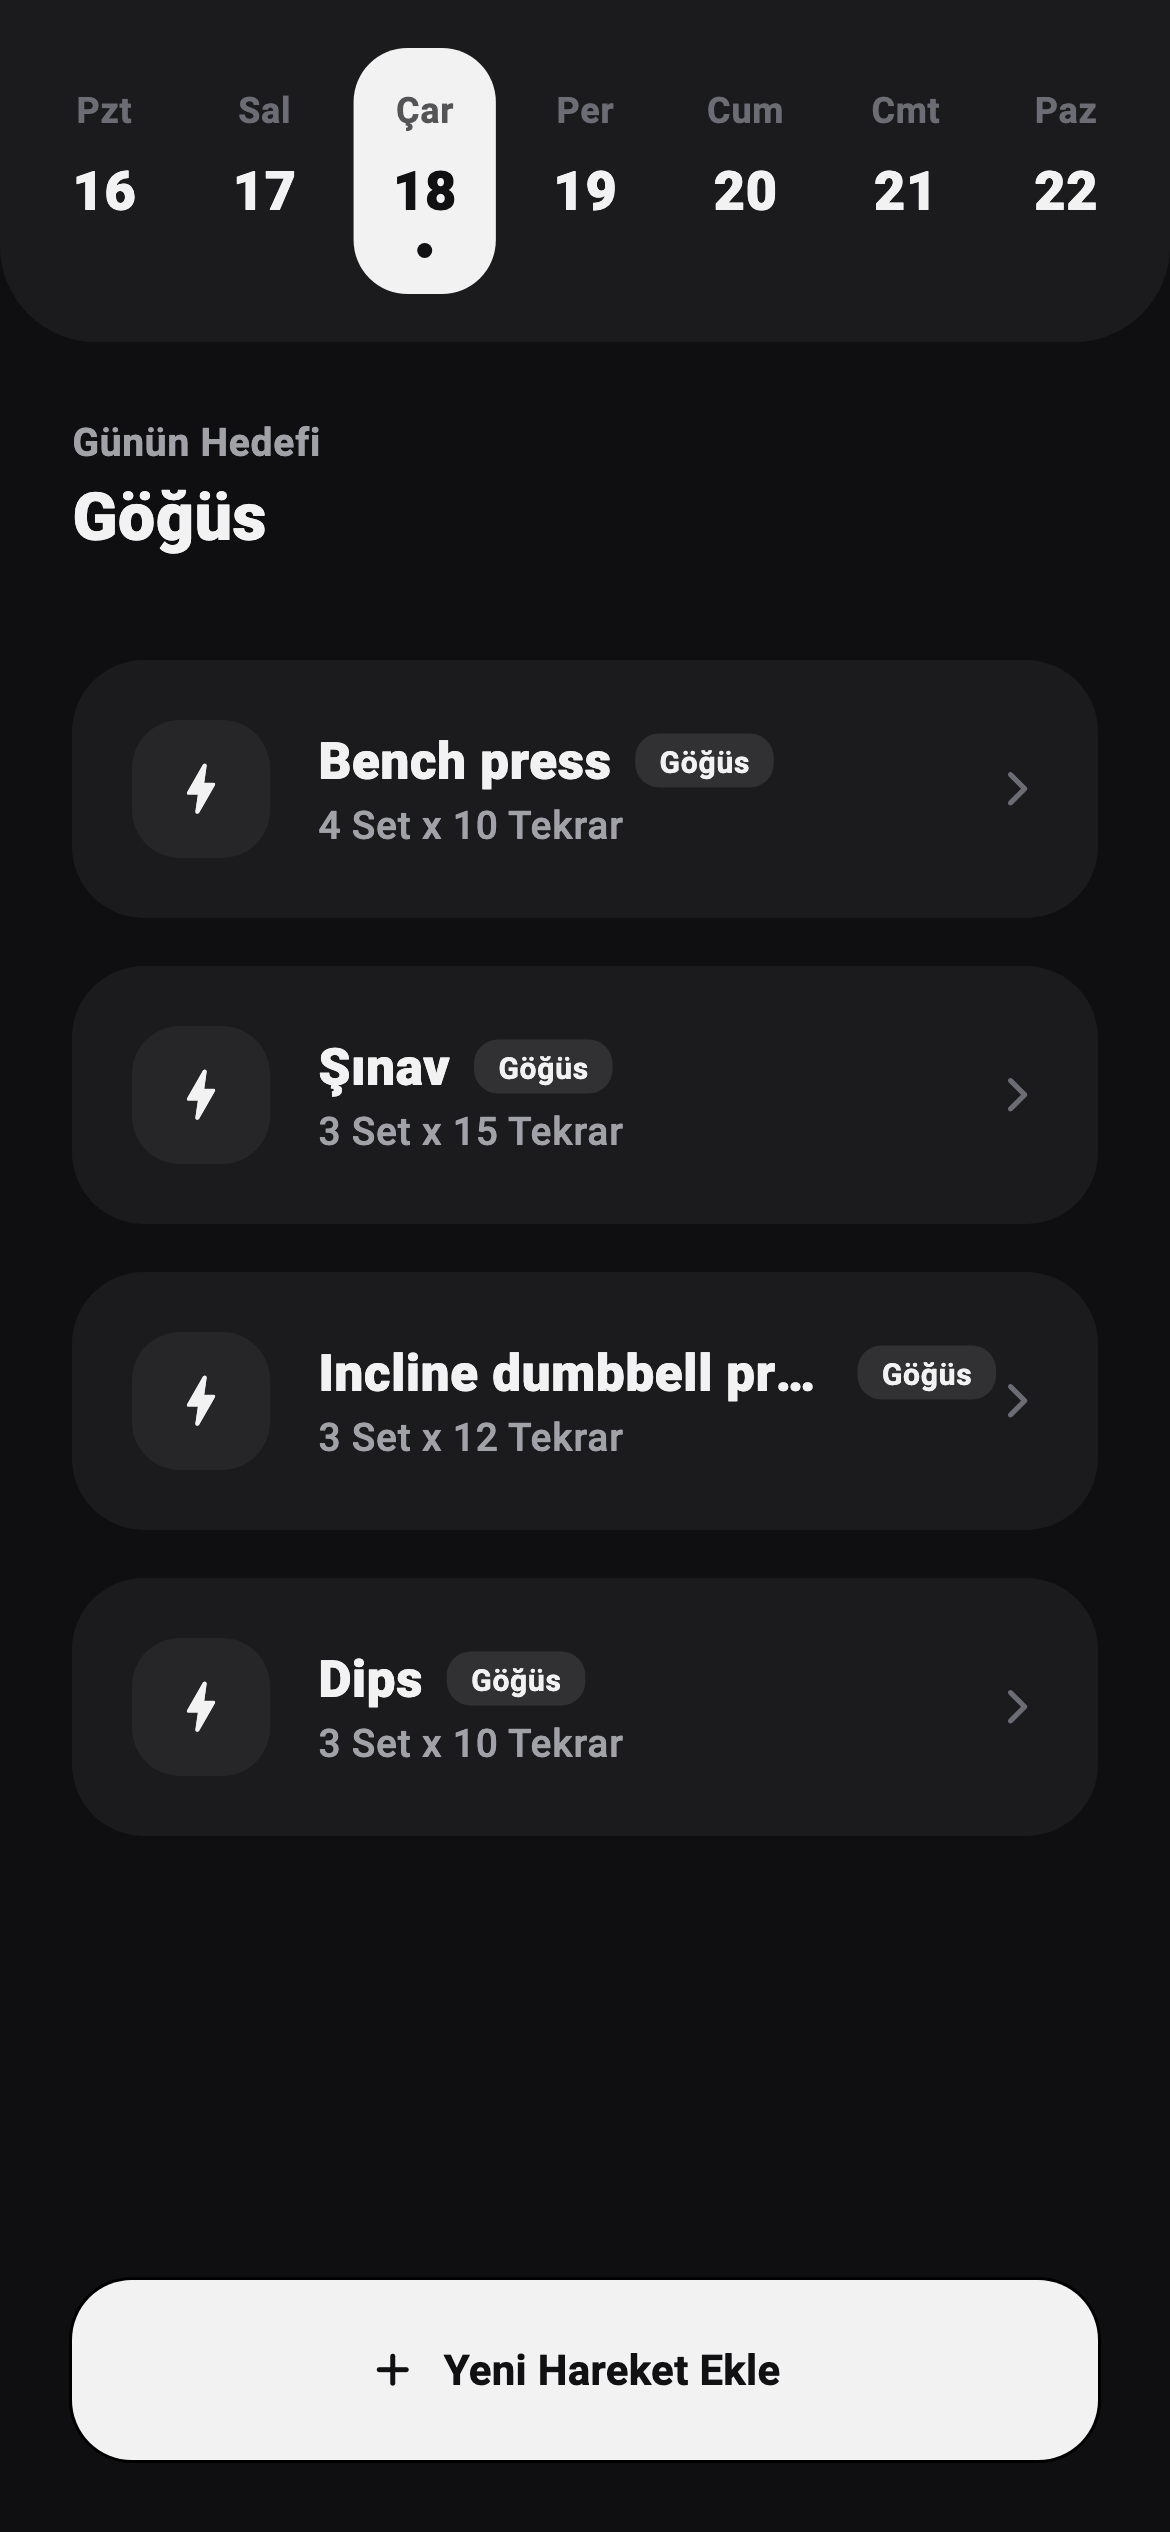 Pzt Sal Çar Per Cum Cmt Paz
16 17 18 19 20 21 22
Günün Hedefi
Göğüs
Bench press Göğüs
4 Set x 10 Tekrar
Şınav Göğüs
3 Set x 15 Tekrar
Incline dumbbell pr... Göğüs
3 Set x 12 Tekrar
Dips Göğüs
3 Set x 10 Tekrar
+ Yeni Hareket Ekle